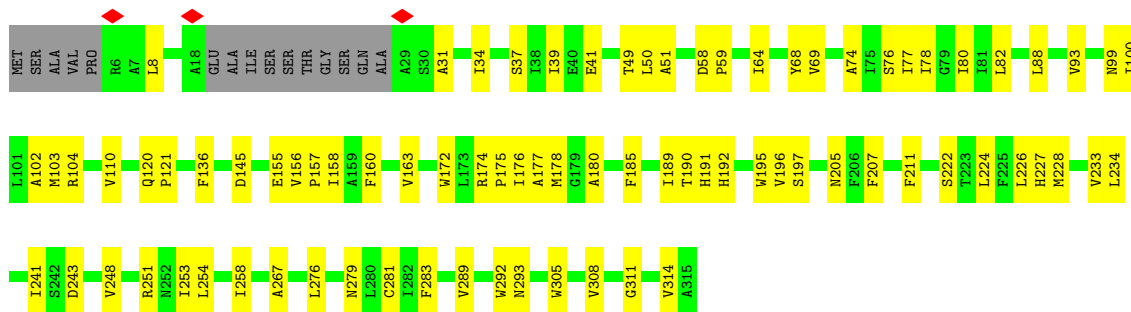 MET SER ALA VAL PRO R6 A7 L8 A18 GLU ALA ILE SER SER THR GLY SER GLN ALA A29 S30 A31 I34 S37 I38 I39 E40 E41 T49 L50 A51 D58 P59 I64 Y68 V69 A74 I75 S76 I77 I78 G79 I80 I81 L82 L88 V93 N99 I100
L101 A102 M103 R104 V110 Q120 P121 F136 D145 E155 V156 P157 I158 A159 F160 V163 W172 L173 R174 P175 I176 A177 M178 G179 A180 F185 I189 T190 H191 H192 W195 V196 S197 N205 F206 F207 F211 S222 T223 L224 F225 L226 H227 M228 V233 L234
I241 S242 D243 V248 R251 N252 I253 L254 I258 A267 L276 N279 L280 C281 I282 F283 V289 W292 N293 W305 V308 G311 V314 A315